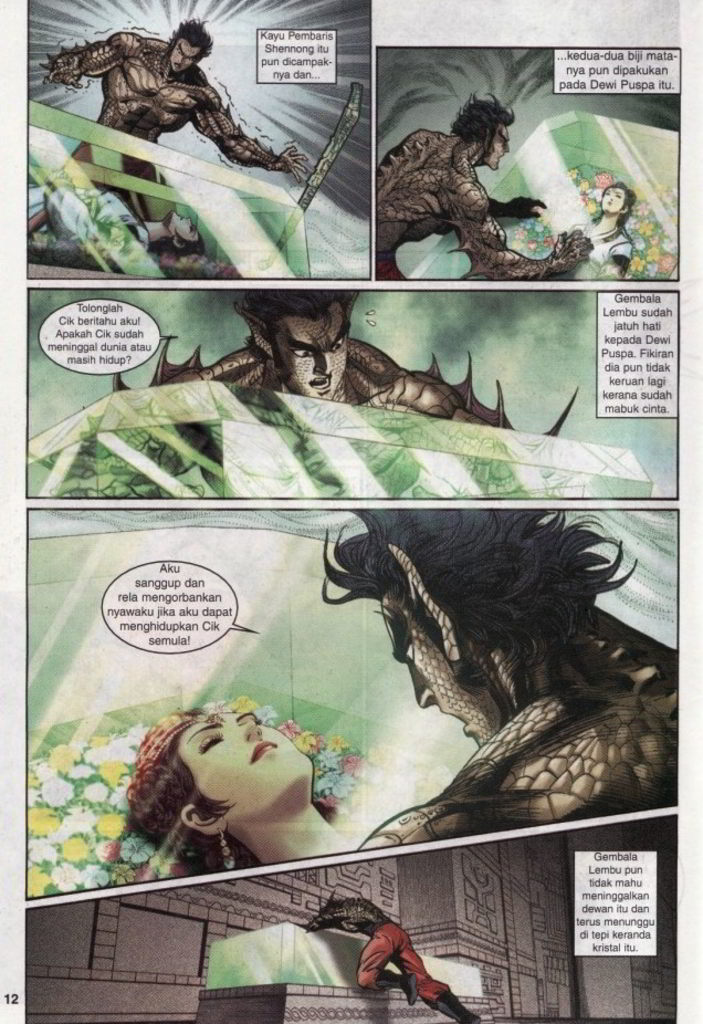 Kayu Pembaris
Shennong itu
pun dicampak-
nya dan...
...kedua-dua biji mata-
nya pun dipakukan
pada Dewi Puspa itu.
Tolonglah
Cik beritahu aku!
Apakah Cik sudah
meninggal dunia atau
masih hidup?
Gembala
Lembu sudah
jatuh hati
kepada Dewi
Puspa. Fikiran
dia pun tidak
keruan lagi
kerana sudah
mabuk cinta.
Aku
sanggup dan
rela mengorbankan
nyawaku jika aku dapat
menghidupkan Cik
semula!
Gembala
Lembu pun
tidak mahu
meninggalkan
dewan itu dan
terus menunggu
di tepi keranda
kristal itu.
12